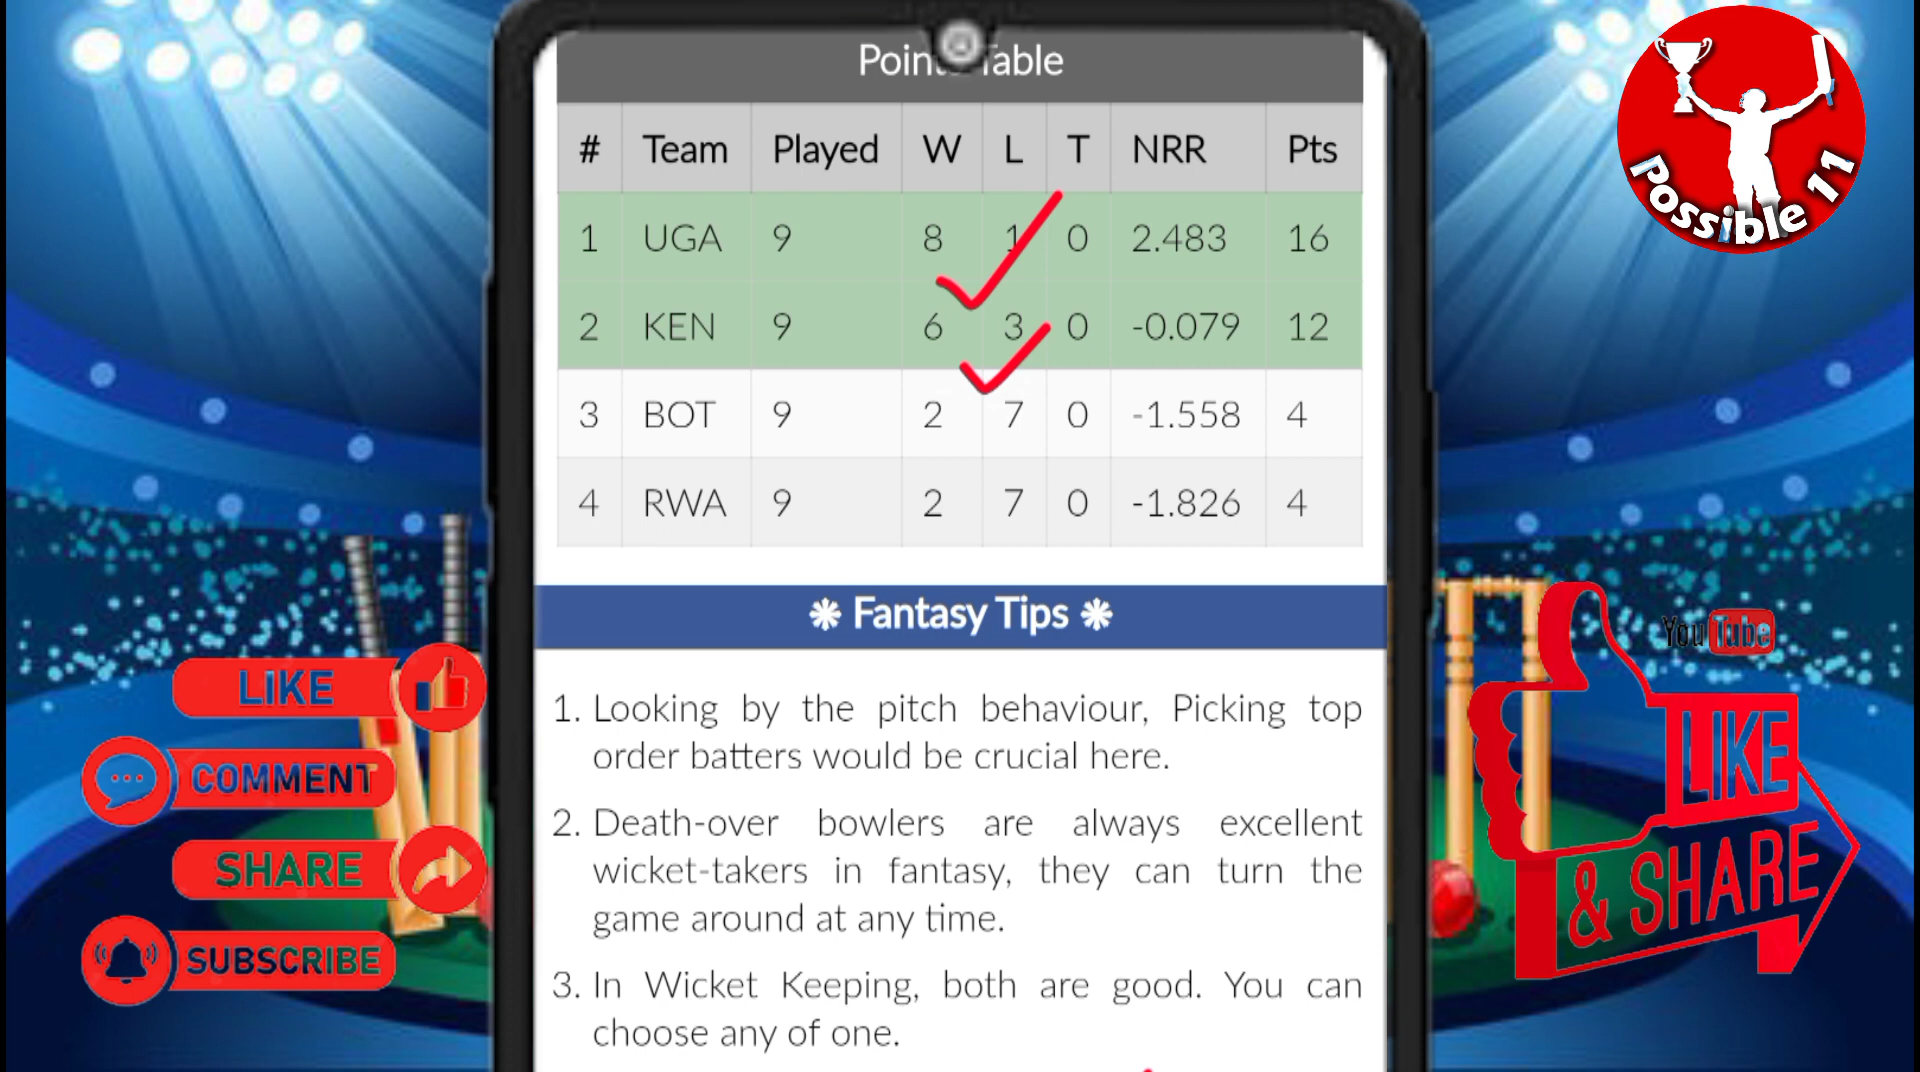 Points Table
# Team Played W L T NRR Pts
1 UGA 9 8 1 0 2.483 16
2 KEN 9 6 3 0 -0.079 12
3 BOT 9 2 7 0 -1.558 4
4 RWA 9 2 7 0 -1.826 4
Fantasy Tips
1. Looking by the pitch behaviour, Picking top
order batters would be crucial here.
2. Death-over bowlers are always excellent
wicket-takers in fantasy, they can turn the
game around at any time.
3. In Wicket Keeping, both are good. You can
choose any of one.
Possible 11
LIKE
COMMENT
SHARE
SUBSCRIBE
YouTube
LIKE
& SHARE